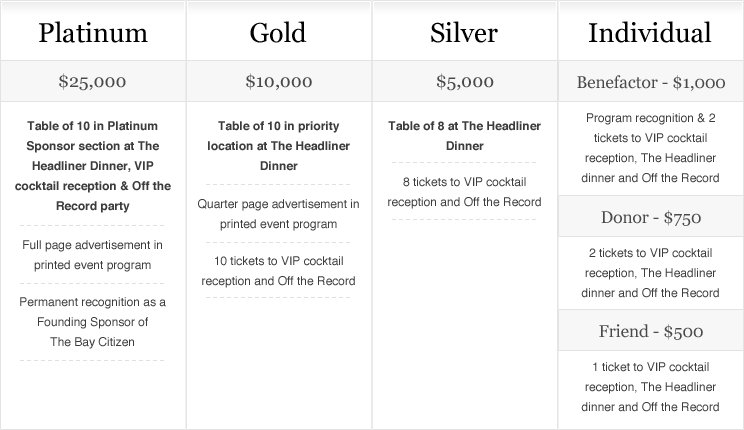 Platinum
$25,000
Table of 10 in Platinum
Sponsor section at The
Headliner Dinner, VIP
cocktail reception & Off the
Record party
Full page advertisement in
printed event program
Permanent recognition as a
Founding Sponsor of
The Bay Citizen
Gold
$10,000
Table of 10 in priority
location at The Headliner
Dinner
Quarter page advertisement in
printed event program
10 tickets to VIP cocktail
reception and Off the Record
Silver
$5,000
Table of 8 at The Headliner
Dinner
8 tickets to VIP cocktail
reception and Off the Record
Individual
Benefactor - $1,000
Program recognition & 2
tickets to VIP cocktail
reception, The Headliner
dinner and Off the Record
Donor - $750
2 tickets to VIP cocktail
reception, The Headliner
dinner and Off the Record
Friend - $500
1 ticket to VIP cocktail
reception, The Headliner
dinner and Off the Record